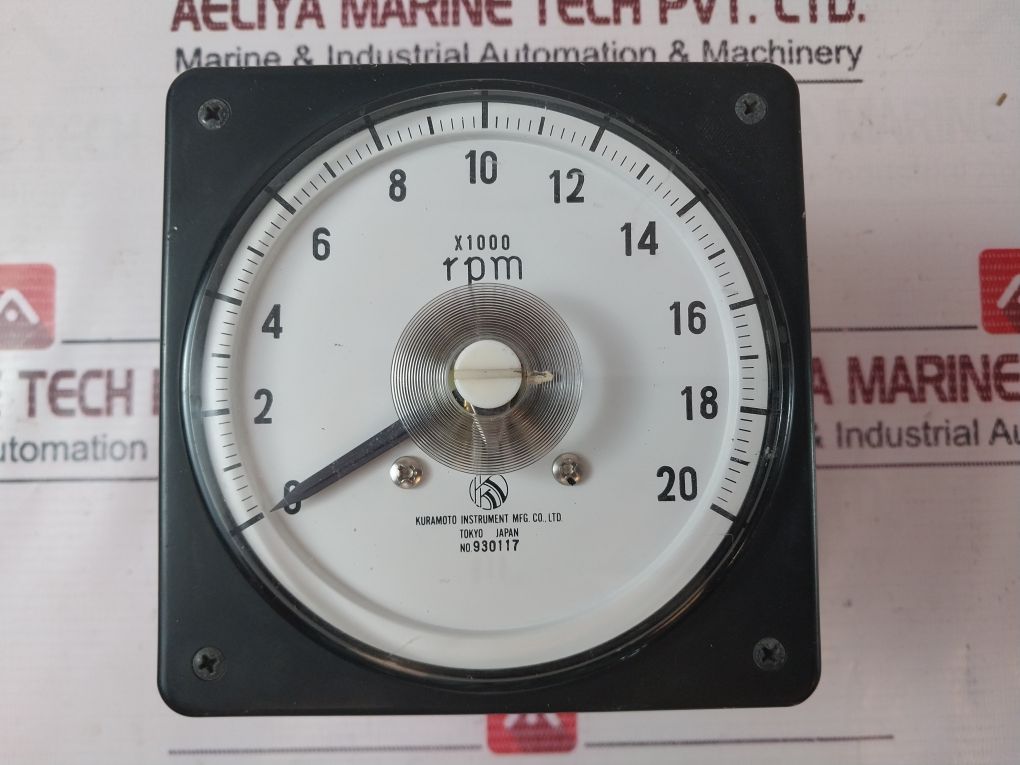 AELIYA MARINE TECH PVT. LTD.
Marine & Industrial Automation & Machinery
0
2
4
6
8
10
12
14
16
18
20
X1000
rpm
TECH
A MARINE
utomation
& Industrial Au
KURAMOTO INSTRUMENT MFG. CO., LTD.
TOKYO JAPAN
NO.930117